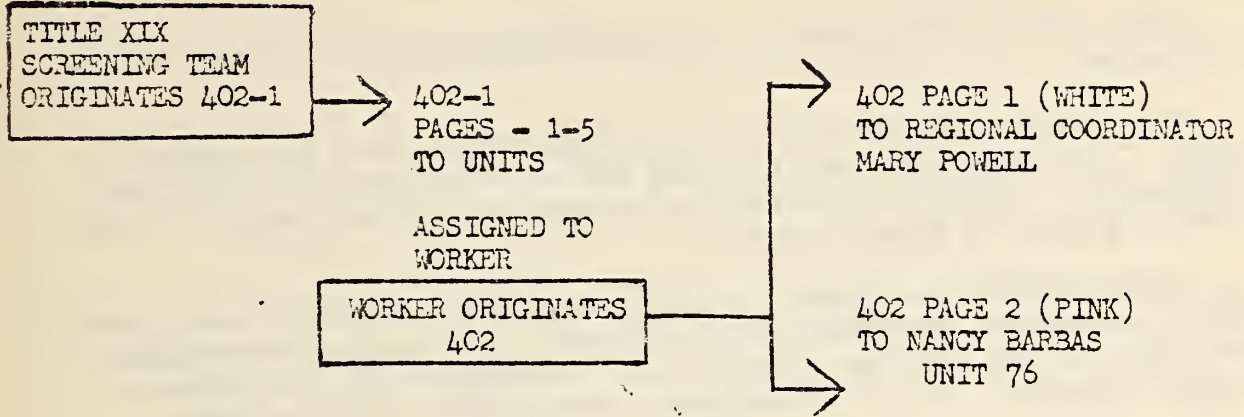 TITLE XIX
SCREENING TEAM
ORIGINATES 402-1
402-1
PAGES - 1-5
TO UNITS
ASSIGNED TO
WORKER
WORKER ORIGINATES
402
402 PAGE 1 (WHITE)
TO REGIONAL COORDINATOR
MARY POWELL
402 PAGE 2 (PINK)
TO NANCY BARBAS
UNIT 76